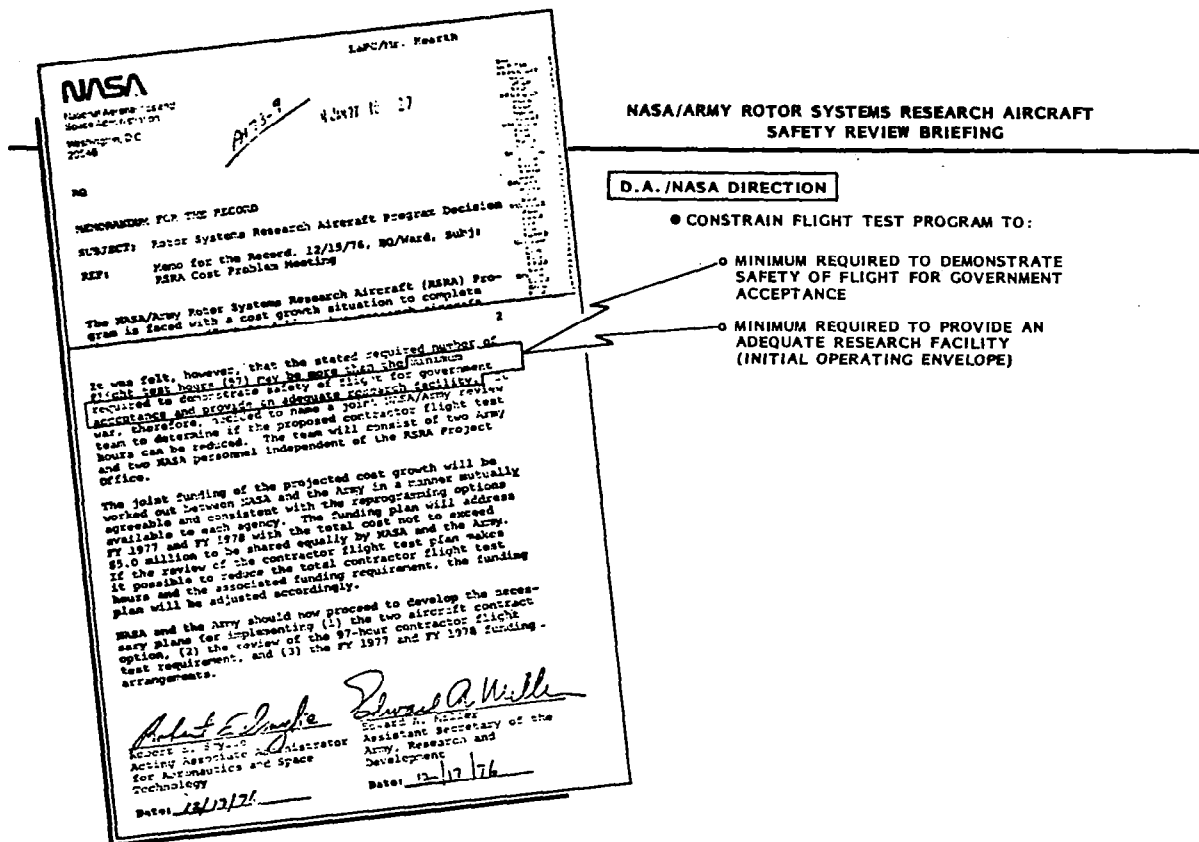 LaRC/Mr. Hearth
NASA
National Aeronautics and
Space Administration
Washington, D.C.
20546
RO
MEMORANDUM FOR THE RECORD
SUBJECT: Rotor Systems Research Aircraft Program Decision
REF: Memo for the Record, 12/15/76, RO/Ward, Subj:
RSRA Cost Problem Meeting
The NASA/Army Rotor Systems Research Aircraft (RSRA) Pro-
gram is faced with a cost growth situation to complete
2
It was felt, however, that the stated required number of
flight test hours (97) may be more than the minimum
required to demonstrate safety of flight for government
acceptance and provide an adequate research facility. It
was, therefore, decided to name a joint NASA/Army review
team to determine if the proposed contractor flight test
hours can be reduced. The team will consist of two Army
and two NASA personnel independent of the RSRA Project
Office.
The joint funding of the projected cost growth will be
worked out between NASA and the Army in a manner mutually
agreeable and consistent with the reprograming options
available to each agency. The funding plan will address
FY 1977 and FY 1978 with the total cost not to exceed
$5.0 million to be shared equally by NASA and the Army.
If the review of the contractor flight test plan makes
it possible to reduce the total contractor flight test
hours and the associated funding requirement, the funding
plan will be adjusted accordingly.
NASA and the Army should now proceed to develop the neces-
sary plans for implementing (1) the two aircraft contract
option, (2) the review of the 97-hour contractor flight
test requirement, and (3) the FY 1977 and FY 1978 funding
arrangements.
Robert E.
Acting Associate Administrator
for Aeronautics and Space
Technology
Date: 12/17/76
Edward A. Miller
Edward A. Miller
Assistant Secretary of the
Army, Research and
Development
Date: 12/17/76
NASA/ARMY ROTOR SYSTEMS RESEARCH AIRCRAFT
SAFETY REVIEW BRIEFING
D.A./NASA DIRECTION
● CONSTRAIN FLIGHT TEST PROGRAM TO:
o MINIMUM REQUIRED TO DEMONSTRATE
SAFETY OF FLIGHT FOR GOVERNMENT
ACCEPTANCE
o MINIMUM REQUIRED TO PROVIDE AN
ADEQUATE RESEARCH FACILITY
(INITIAL OPERATING ENVELOPE)